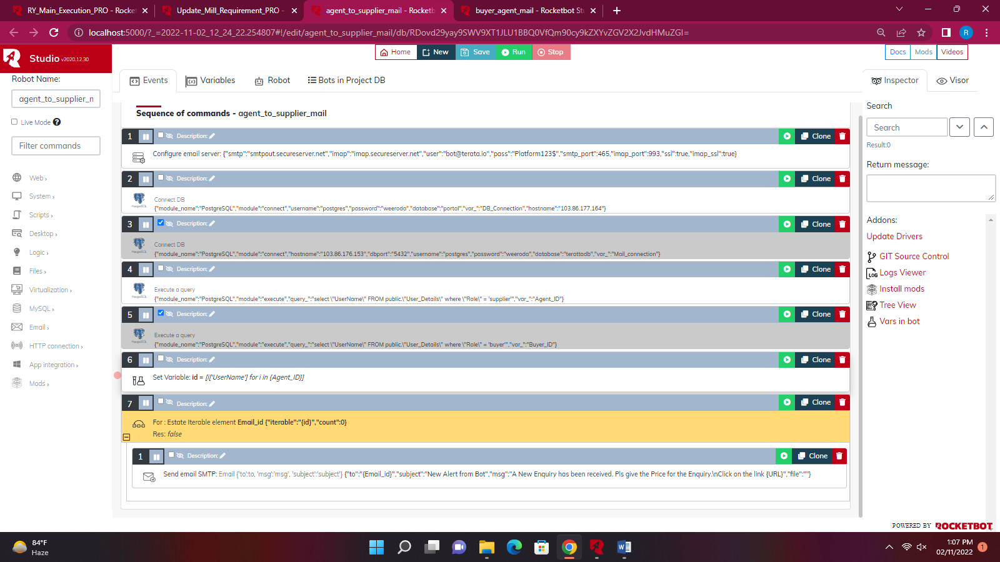 RY_Main_Execution_PRO - Rocket
Update_Mill_Requirement_PRO -
agent_to_supplier_mail - Rocketb
buyer_agent_mail - Rocketbot Stu
localhost:5000/?_=2022-11-02_12_24_22.254807#!/edit/agent_to_supplier_mail/db/RDovd29yay9SWV9XT1JLU1BBQ0VfQm90cy9kZXYvZGV2X2JvdHMuZGI=
R
Studio v2020.12.30
Home
New
Save
Run
Stop
Docs
Mods
Videos
Robot Name:
agent_to_supplier_n
Live Mode
Filter commands
Web ›
System ›
Scripts ›
Desktop ›
Logic ›
Files ›
Virtualization ›
MySQL ›
Email ›
HTTP connection ›
App integration ›
Mods ›
Events
Variables
Robot
Bots in Project DB
Sequence of commands - agent_to_supplier_mail
1 Description: Clone
Configure email server: {"smtp":"smtpout.secureserver.net","imap":"imap.secureserver.net","user":"bot@terata.io","pass":"Platform123$","smtp_port":465,"imap_port":993,"ssl":true,"imap_ssl":true}
2 Description: Clone
PostgreSQL
Connect DB
{"module_name":"PostgreSQL","module":"connect","username":"postgres","password":"weeroda","database":"portal","var_":"DB_Connection","hostname":"103.86.177.164"}
3 Description: Clone
PostgreSQL
Connect DB
{"module_name":"PostgreSQL","module":"connect","hostname":"103.86.176.153","dbport":"5432","username":"postgres","password":"weeroda","database":"terattadb","var_":"Mail_connection"}
4 Description: Clone
PostgreSQL
Execute a query
{"module_name":"PostgreSQL","module":"execute","query_":"select \"UserName\" FROM public.\"User_Details\" where \"Role\" = 'supplier'","var_":"Agent_ID"}
5 Description: Clone
PostgreSQL
Execute a query
{"module_name":"PostgreSQL","module":"execute","query_":"select \"UserName\" FROM public.\"User_Details\" where \"Role\" = 'buyer'","var_":"Buyer_ID"}
6 Description: Clone
Set Variable: id = [i['UserName'] for i in {Agent_ID}]
7 Description: Clone
For : Estate Iterable element Email_id {"iterable":"{id}","count":0}
Res: false
1 Description: Clone
Send email SMTP: Email {'to':to, 'msg':'msg', 'subject':'subject'} {"to":"{Email_id}","subject":"New Alert from Bot","msg":"A New Enquiry has been received. Pls give the Price for the Enquiry.\nClick on the link {URL}","file":""}
Inspector
Visor
Search
Search
Result:0
Return message:
Addons:
Update Drivers
GIT Source Control
LOG Logs Viewer
Install mods
Tree View
Vars in bot
POWERED BY ROCKETBOT
84°F
Haze
1:07 PM
02/11/2022
1